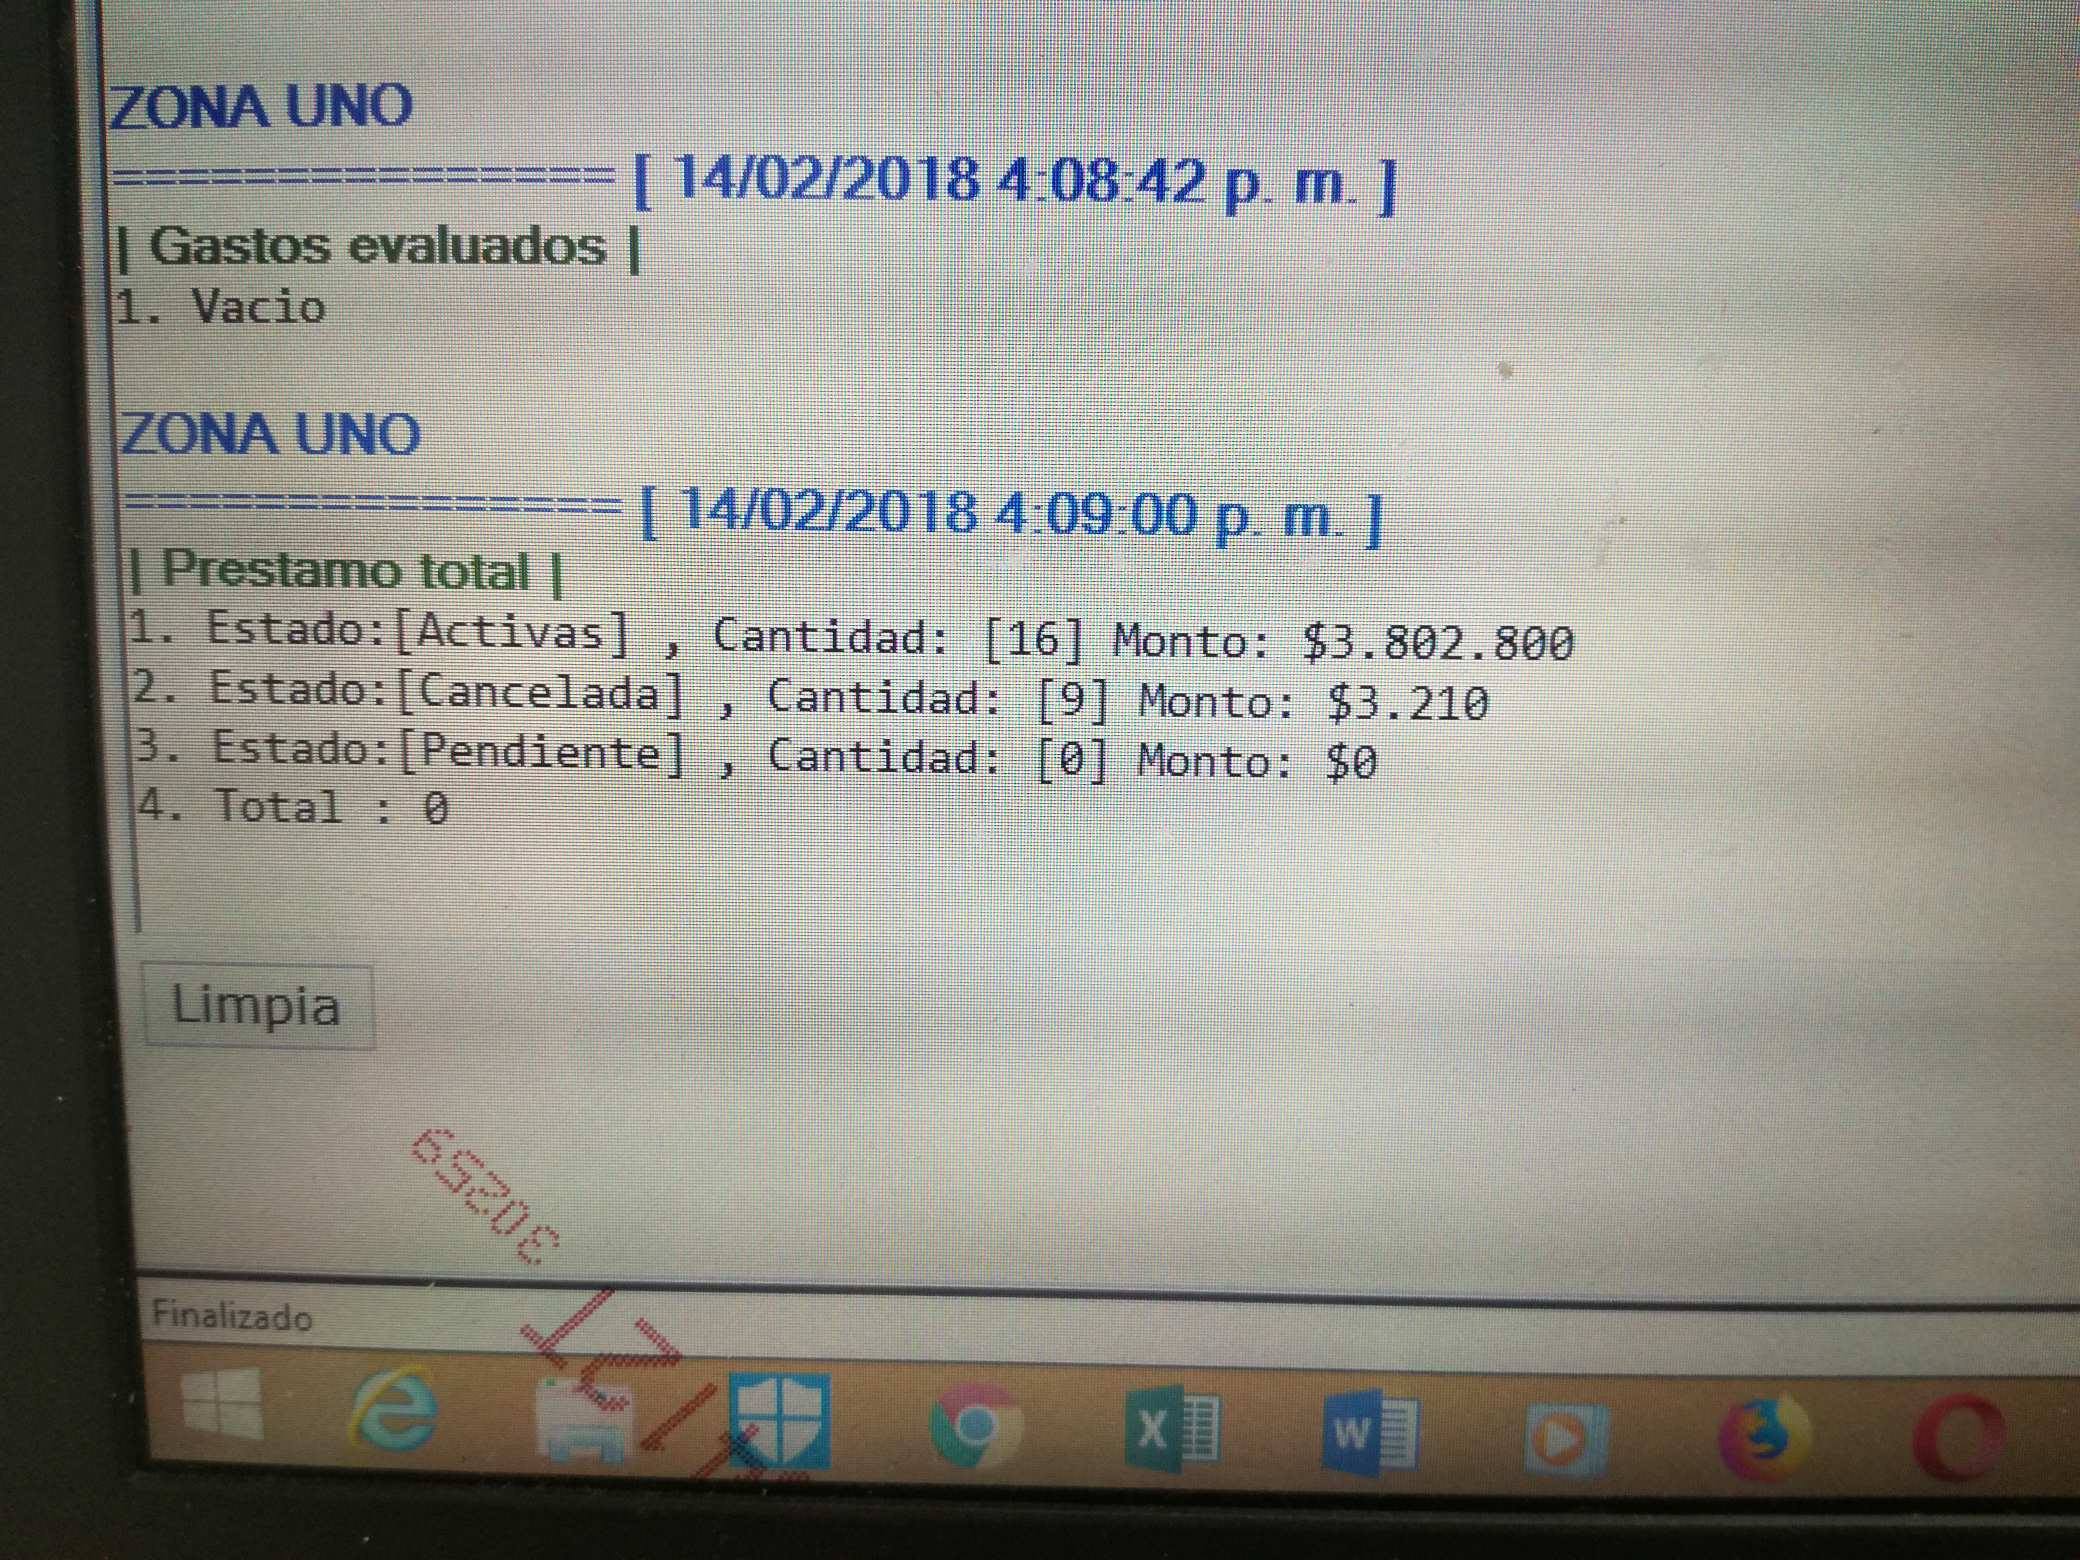 ZONA UNO
=============== [ 14/02/2018 4:08:42 p. m. ]
| Gastos evaluados |
1. Vacio
ZONA UNO
=============== [ 14/02/2018 4:09:00 p. m. ]
| Prestamo total |
1. Estado:[Activas] , Cantidad: [16] Monto: $3.802.800
2. Estado:[Cancelada] , Cantidad: [9] Monto: $3.210
3. Estado:[Pendiente] , Cantidad: [0] Monto: $0
4. Total : 0
Limpia
30259
Finalizado
X
W